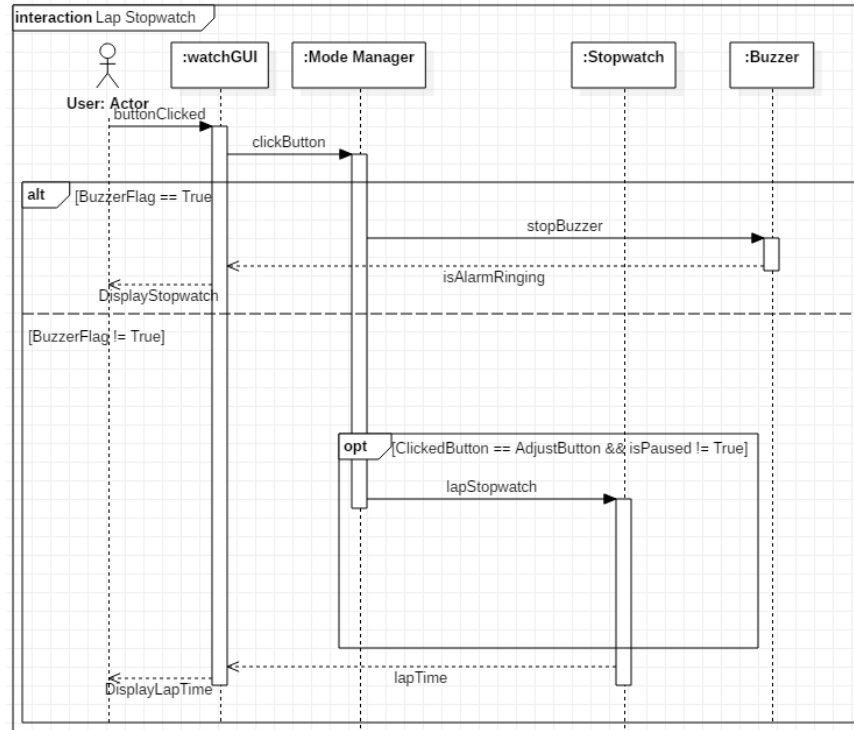 interaction Lap Stopwatch
:watchGUI
:Mode Manager
:Stopwatch
:Buzzer
User: Actor
buttonClicked
clickButton
alt
[BuzzerFlag == True
stopBuzzer
isAlarmRinging
DisplayStopwatch
[BuzzerFlag != True]
opt
[ClickedButton == AdjustButton && isPaused != True]
lapStopwatch
lapTime
DisplayLapTime